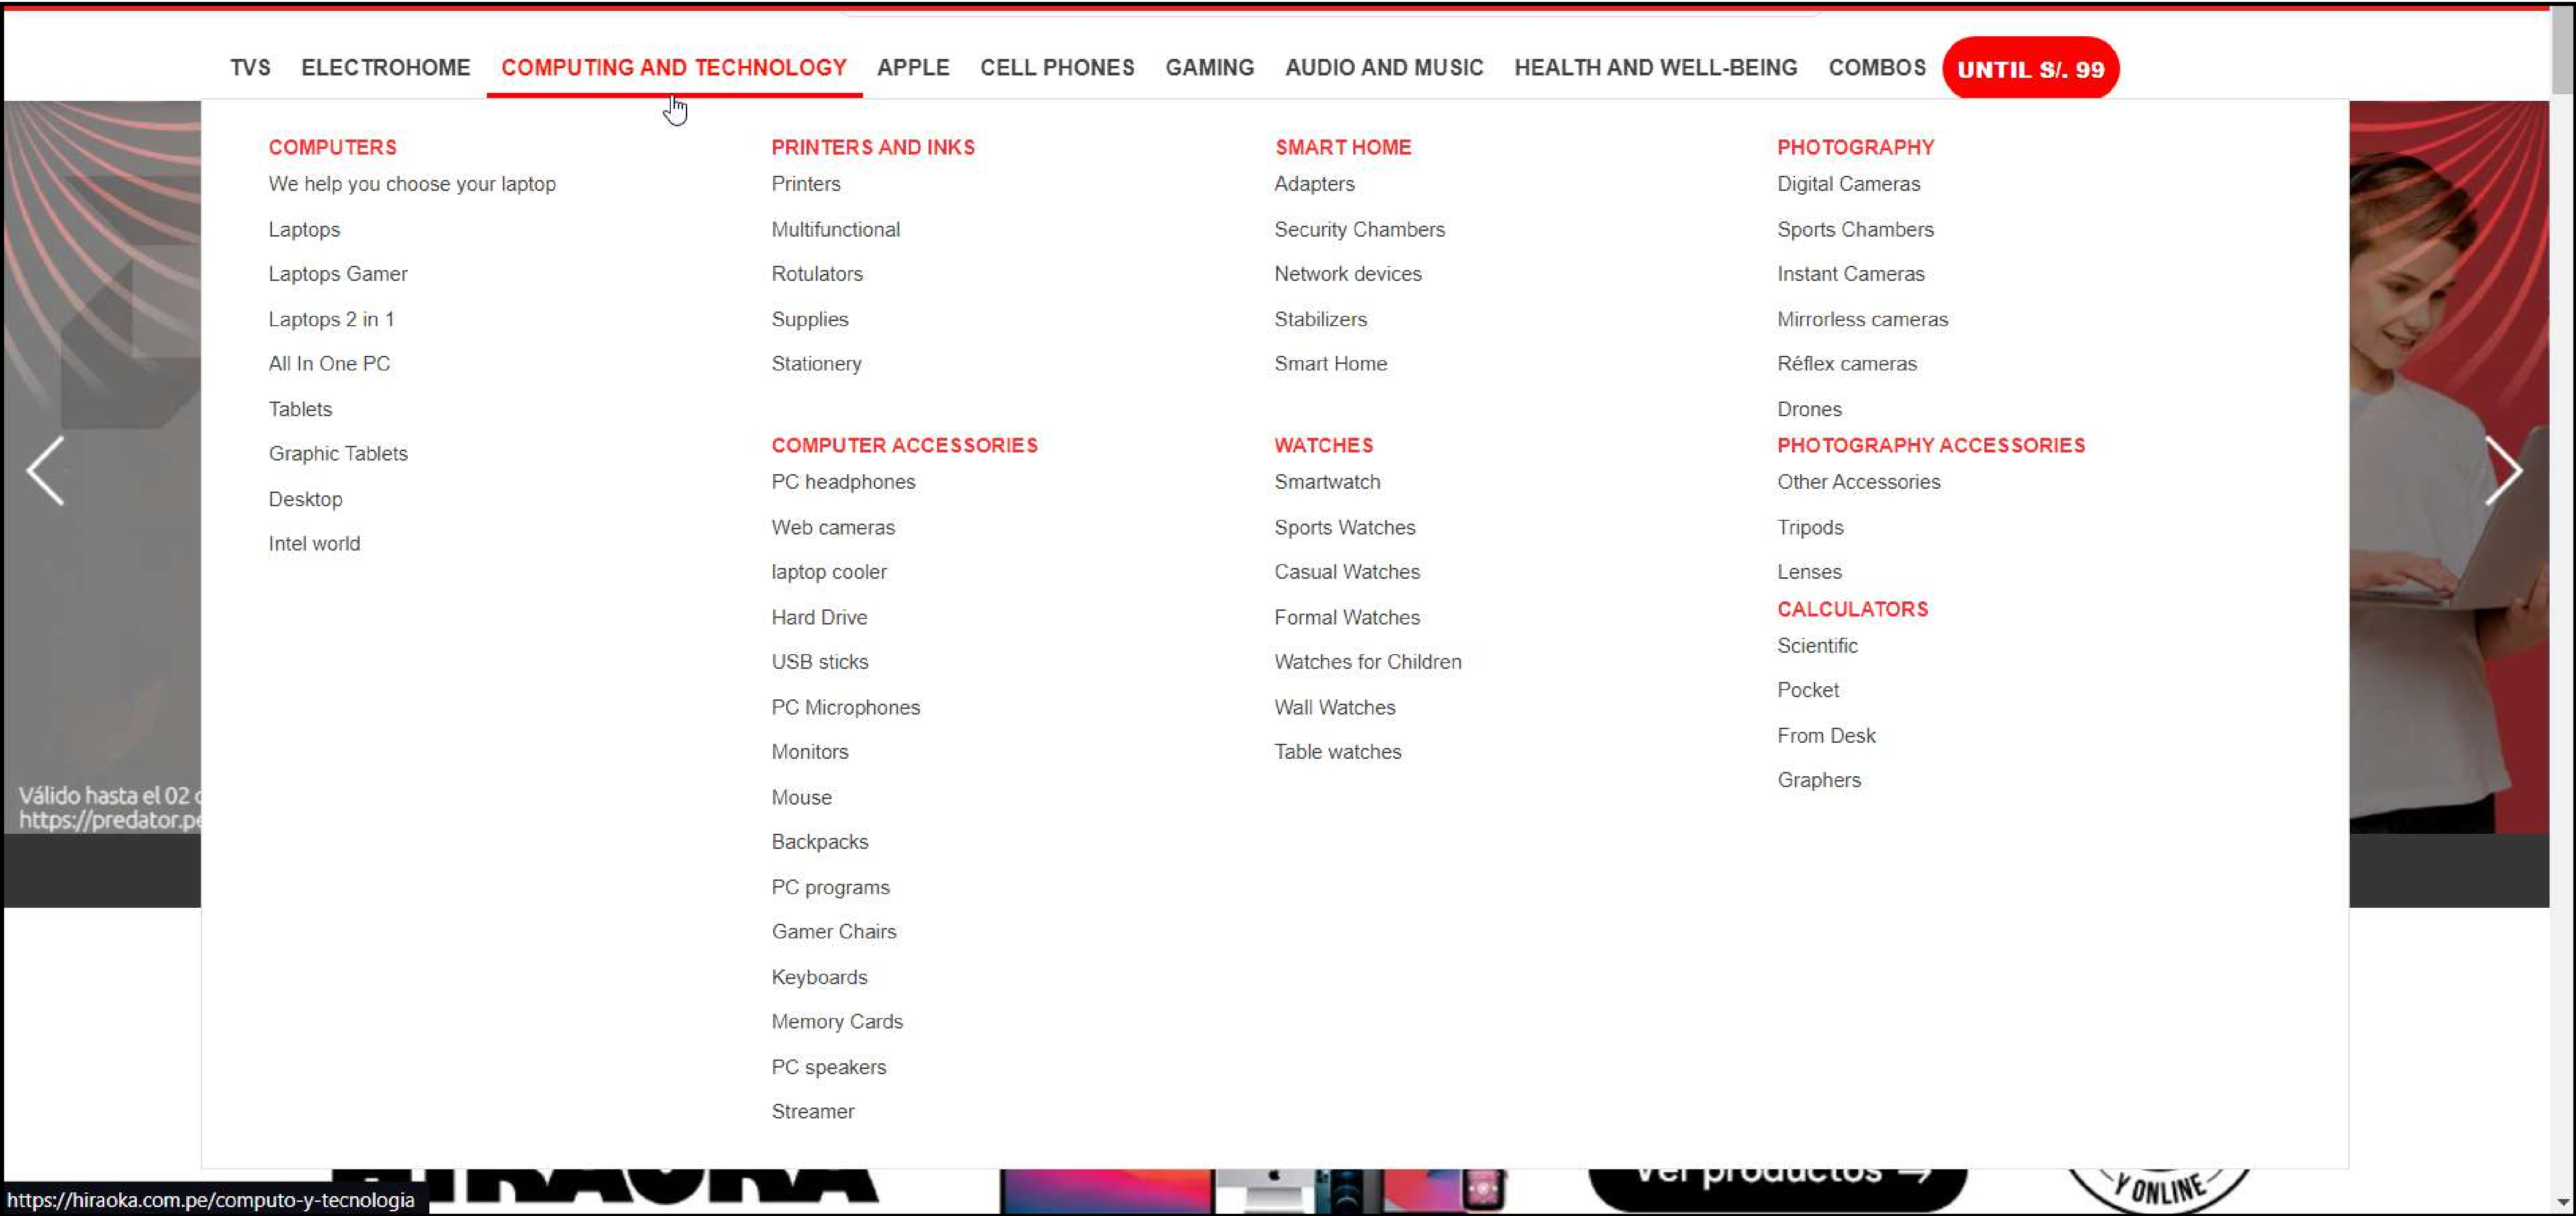 TVS ELECTROHOME COMPUTING AND TECHNOLOGY APPLE CELL PHONES GAMING AUDIO AND MUSIC HEALTH AND WELL-BEING COMBOS UNTIL S/. 99
COMPUTERS
We help you choose your laptop
Laptops
Laptops Gamer
Laptops 2 in 1
All In One PC
Tablets
Graphic Tablets
Desktop
Intel world
PRINTERS AND INKS
Printers
Multifunctional
Rotulators
Supplies
Stationery
COMPUTER ACCESSORIES
PC headphones
Web cameras
laptop cooler
Hard Drive
USB sticks
PC Microphones
Monitors
Mouse
Backpacks
PC programs
Gamer Chairs
Keyboards
Memory Cards
PC speakers
Streamer
SMART HOME
Adapters
Security Chambers
Network devices
Stabilizers
Smart Home
WATCHES
Smartwatch
Sports Watches
Casual Watches
Formal Watches
Watches for Children
Wall Watches
Table watches
PHOTOGRAPHY
Digital Cameras
Sports Chambers
Instant Cameras
Mirrorless cameras
Réflex cameras
Drones
PHOTOGRAPHY ACCESSORIES
Other Accessories
Tripods
Lenses
CALCULATORS
Scientific
Pocket
From Desk
Graphers
Válido hasta el 02
https://predator.pe
HIRAOKA
Ver productos →
Y ONLINE
https://hiraoka.com.pe/computo-y-tecnologia